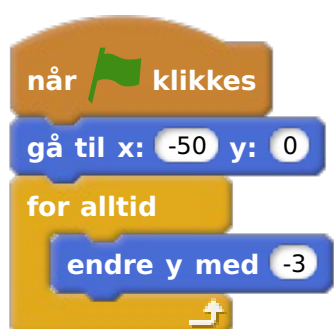 når klikkes
gå til x: -50 y: 0
for alltid
endre y med -3